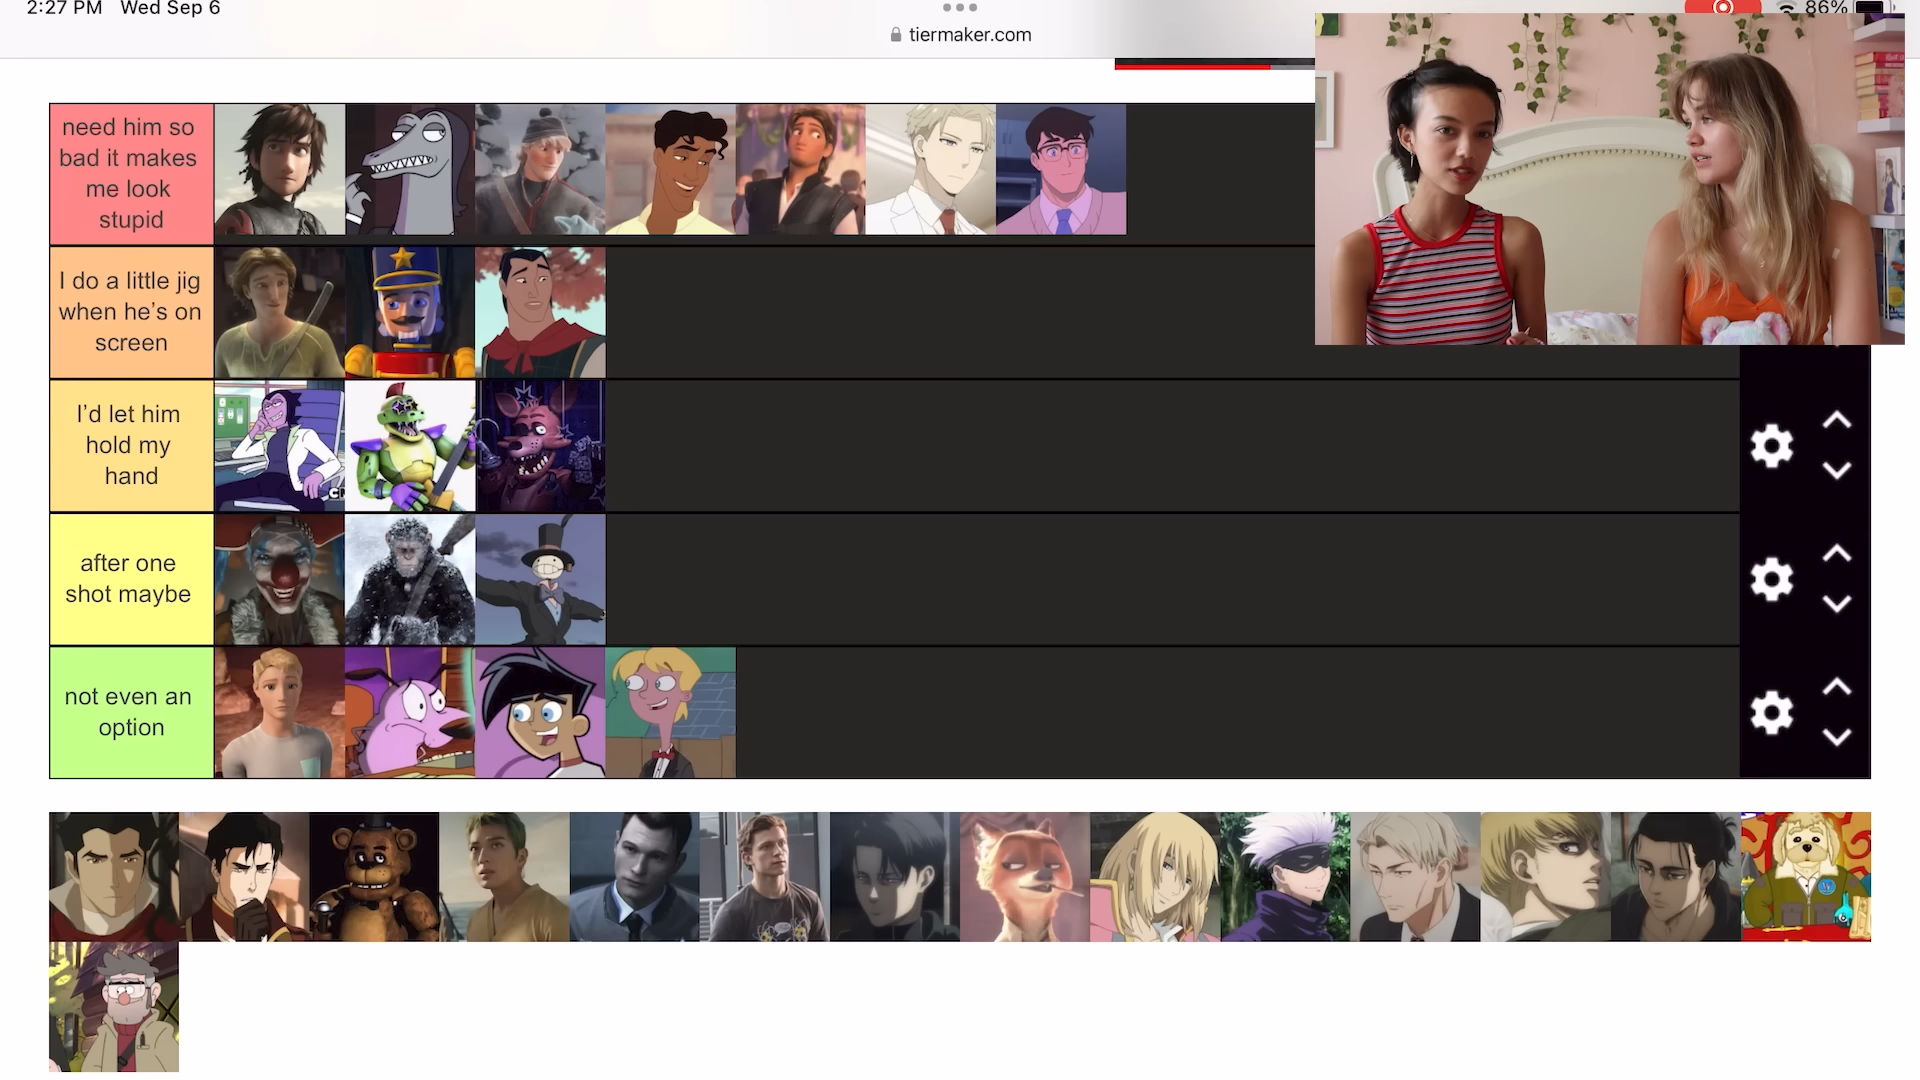 2:27 PM Wed Sep 6
86%
tiermaker.com
need him so
bad it makes
me look
stupid
I do a little jig
when he’s on
screen
I’d let him
hold my
hand
after one
shot maybe
not even an
option